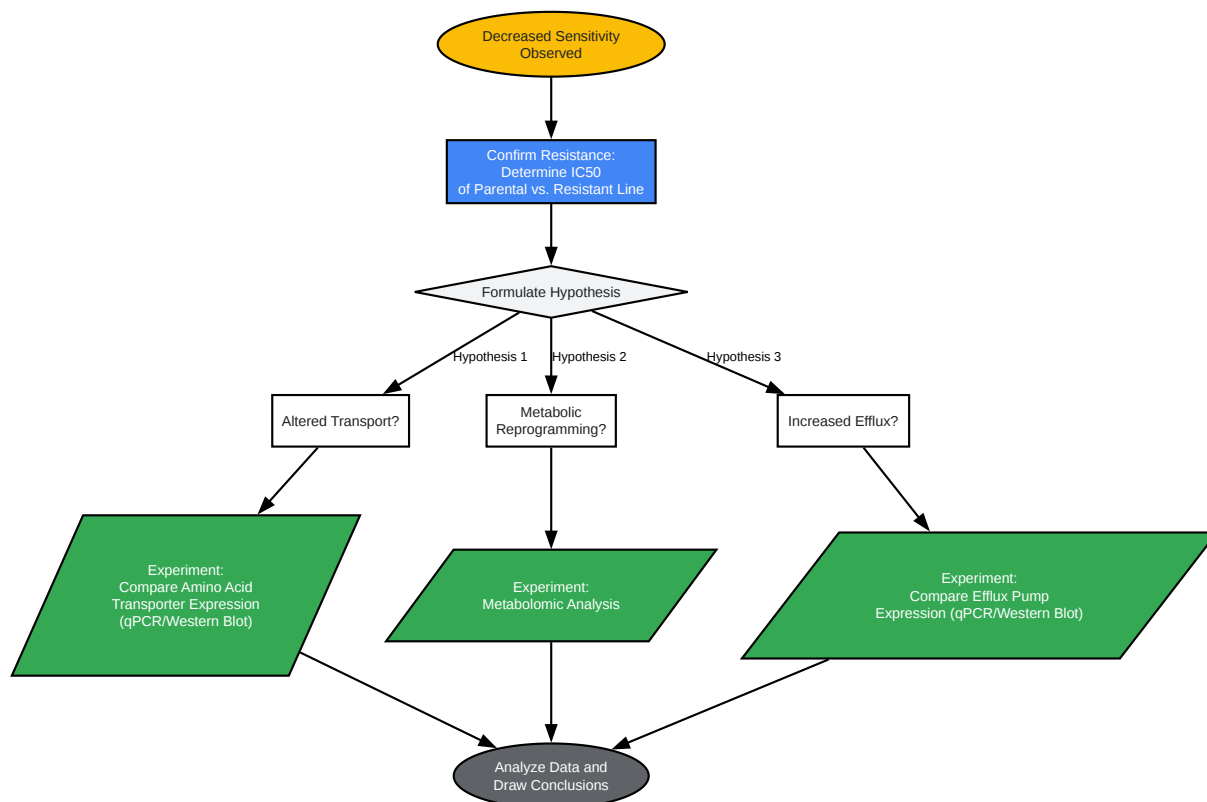 Decreased Sensitivity
Observed
Confirm Resistance:
Determine IC50
of Parental vs. Resistant Line
Formulate Hypothesis
Hypothesis 1
Hypothesis 2
Hypothesis 3
Altered Transport?
Metabolic
Reprogramming?
Increased Efflux?
Experiment:
Compare Amino Acid
Transporter Expression
(qPCR/Western Blot)
Experiment:
Metabolomic Analysis
Experiment:
Compare Efflux Pump
Expression (qPCR/Western Blot)
Analyze Data and
Draw Conclusions